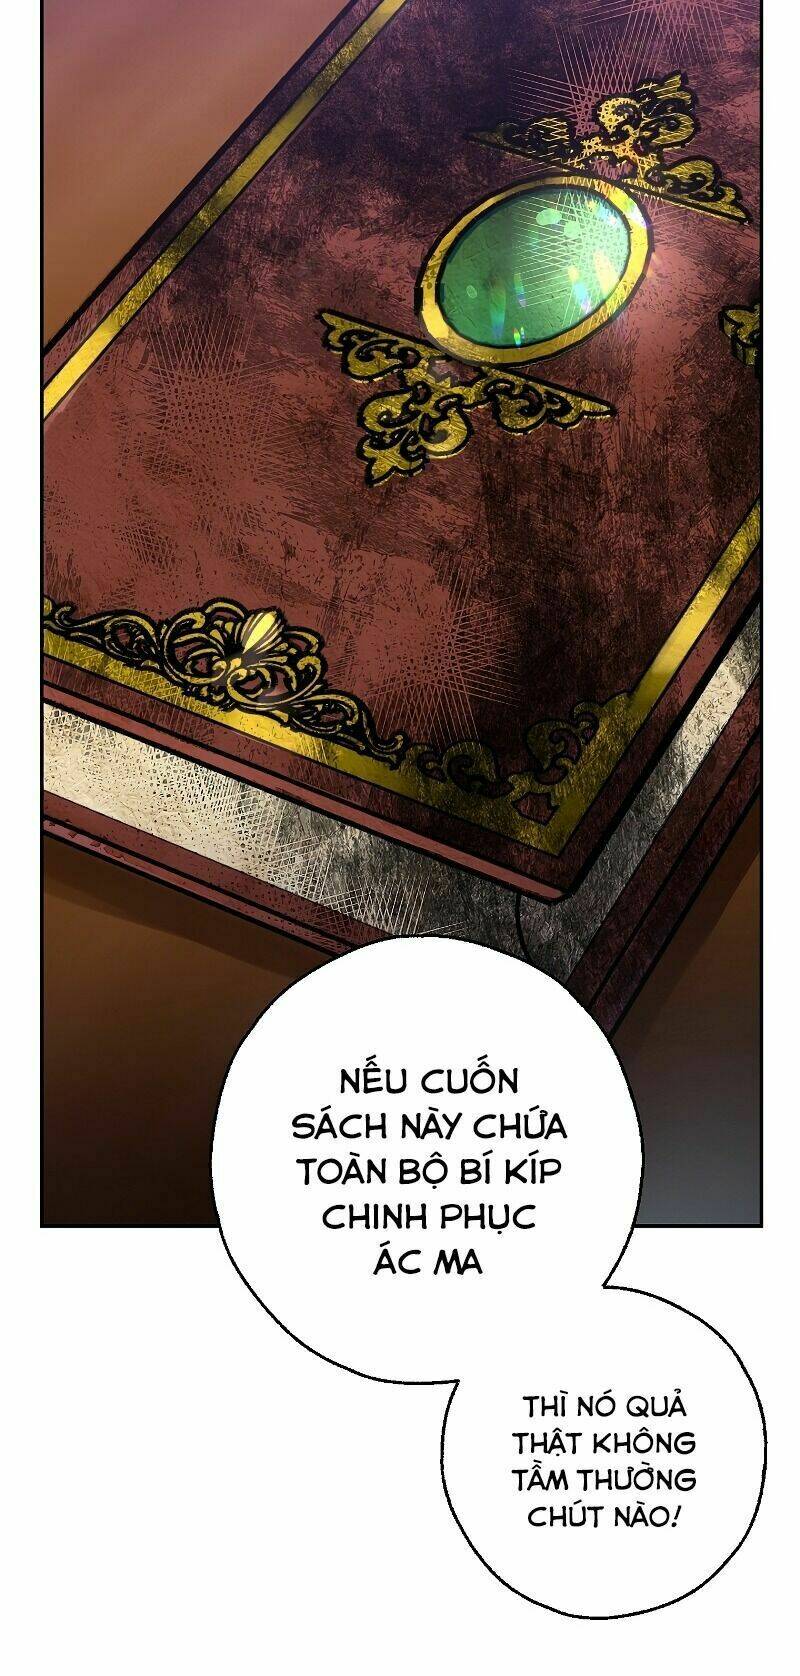 NẾU CUỐN
SÁCH NÀY CHỨA
TOÀN BỘ BÍ KÍP
CHINH PHỤC
ÁC MA
THÌ NÓ QUẢ
THẬT KHÔNG
TẦM THƯỜNG
CHÚT NÀO!